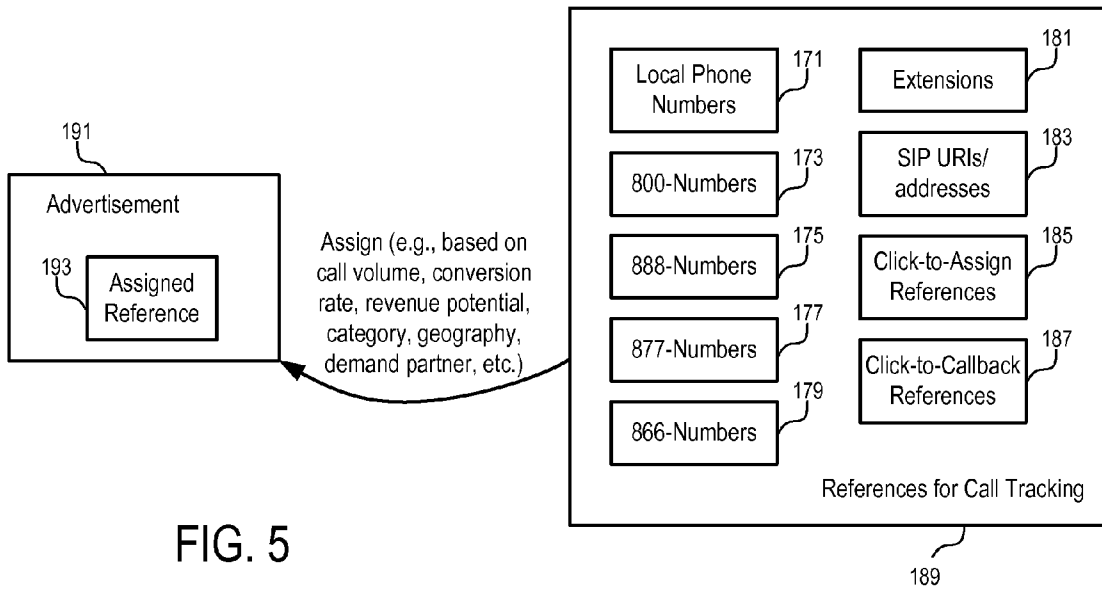 191
Advertisement
193
Assigned
Reference
Assign (e.g., based on
call volume, conversion
rate, revenue potential,
category, geography,
demand partner, etc.)
171
Local Phone
Numbers
173
800-Numbers
175
888-Numbers
177
877-Numbers
179
866-Numbers
181
Extensions
183
SIP URIs/
addresses
185
Click-to-Assign
References
187
Click-to-Callback
References
References for Call Tracking
189
FIG. 5